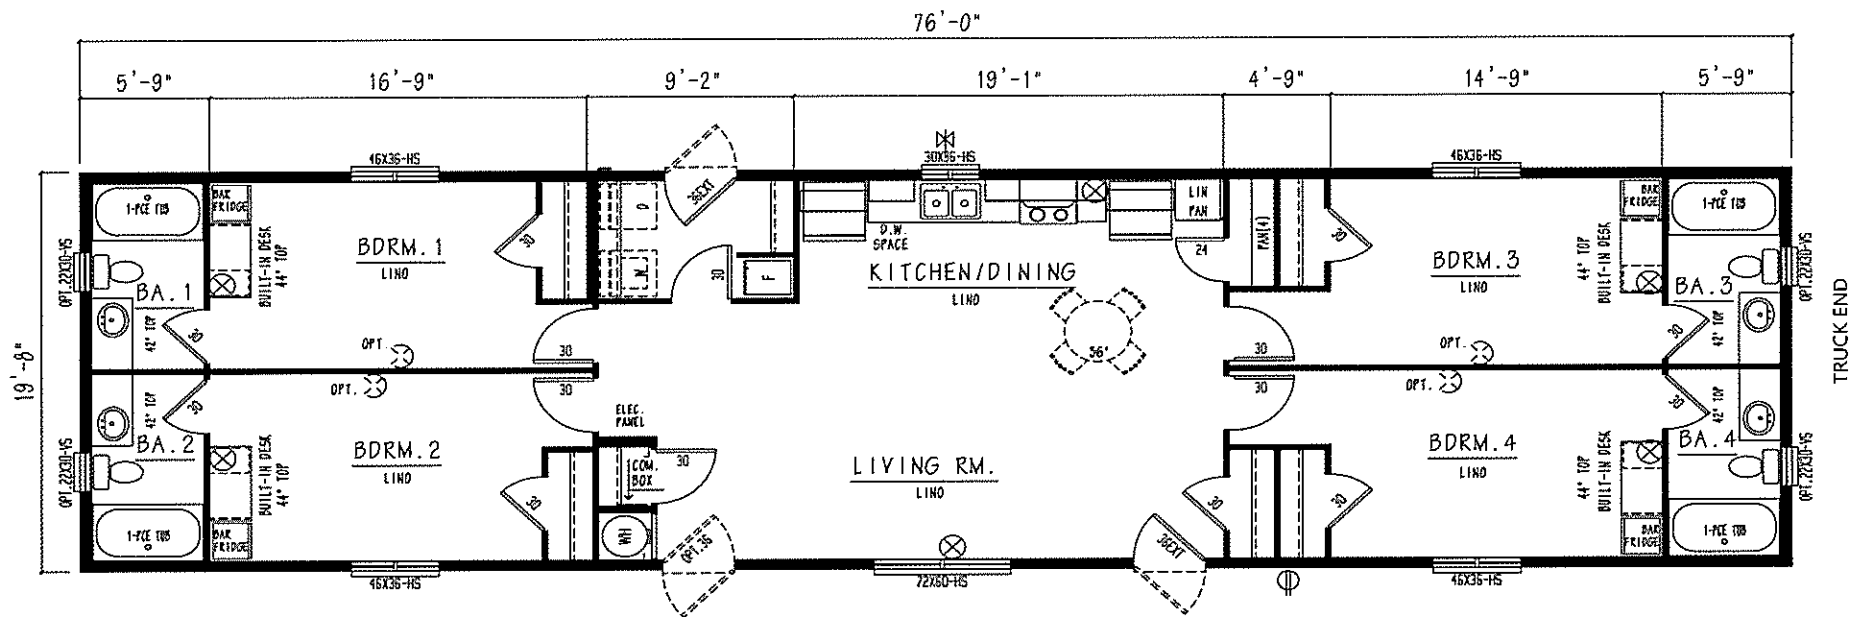 76'-0"
5'-9" 16'-9" 9'-2" 19'-1" 4'-9" 14'-9" 5'-9"
46X36-HS 30X36-HS 46X36-HS
1-PCE TUB
BAR
FRIDGE
BUILT-IN DESK
44" TOP
BDRM. 1
LINO
30
D
W
36EXT
30
F
D.W.
SPACE
KITCHEN/DINING
LINO
LIN
PAN
24
PAN(4)
30
BDRM. 3
LINO
BAR
FRIDGE
44" TOP
BUILT-IN DESK
1-PCE TUB
OPT.22X30-VS
BA. 1
42" TOP
30
OPT.
30
56"
30
OPT.
30
BA. 3
42" TOP
OPT.22X30-VS
TRUCK END
19'-8"
OPT.
30
30
OPT.
42" TOP
30
BA. 2
OPT.22X30-VS
BUILT-IN DESK
44" TOP
BDRM. 2
LINO
30
ELEC.
PANEL
COM.
BOX
30
WH
LIVING RM.
LINO
30
30
BDRM. 4
LINO
44" TOP
BUILT-IN DESK
30
42" TOP
BA. 4
OPT.22X30-VS
1-PCE TUB
BAR
FRIDGE
OPT.36
36EXT
BAR
FRIDGE
1-PCE TUB
46X36-HS 72X60-HS 46X36-HS